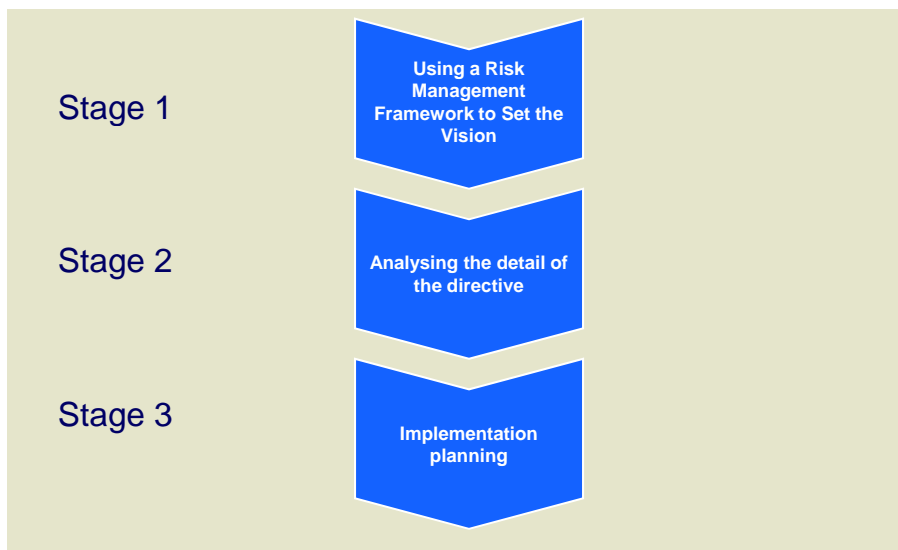 Stage 1
Using a Risk
Management
Framework to Set the
Vision
Stage 2
Analysing the detail of
the directive
Stage 3
Implementation
planning